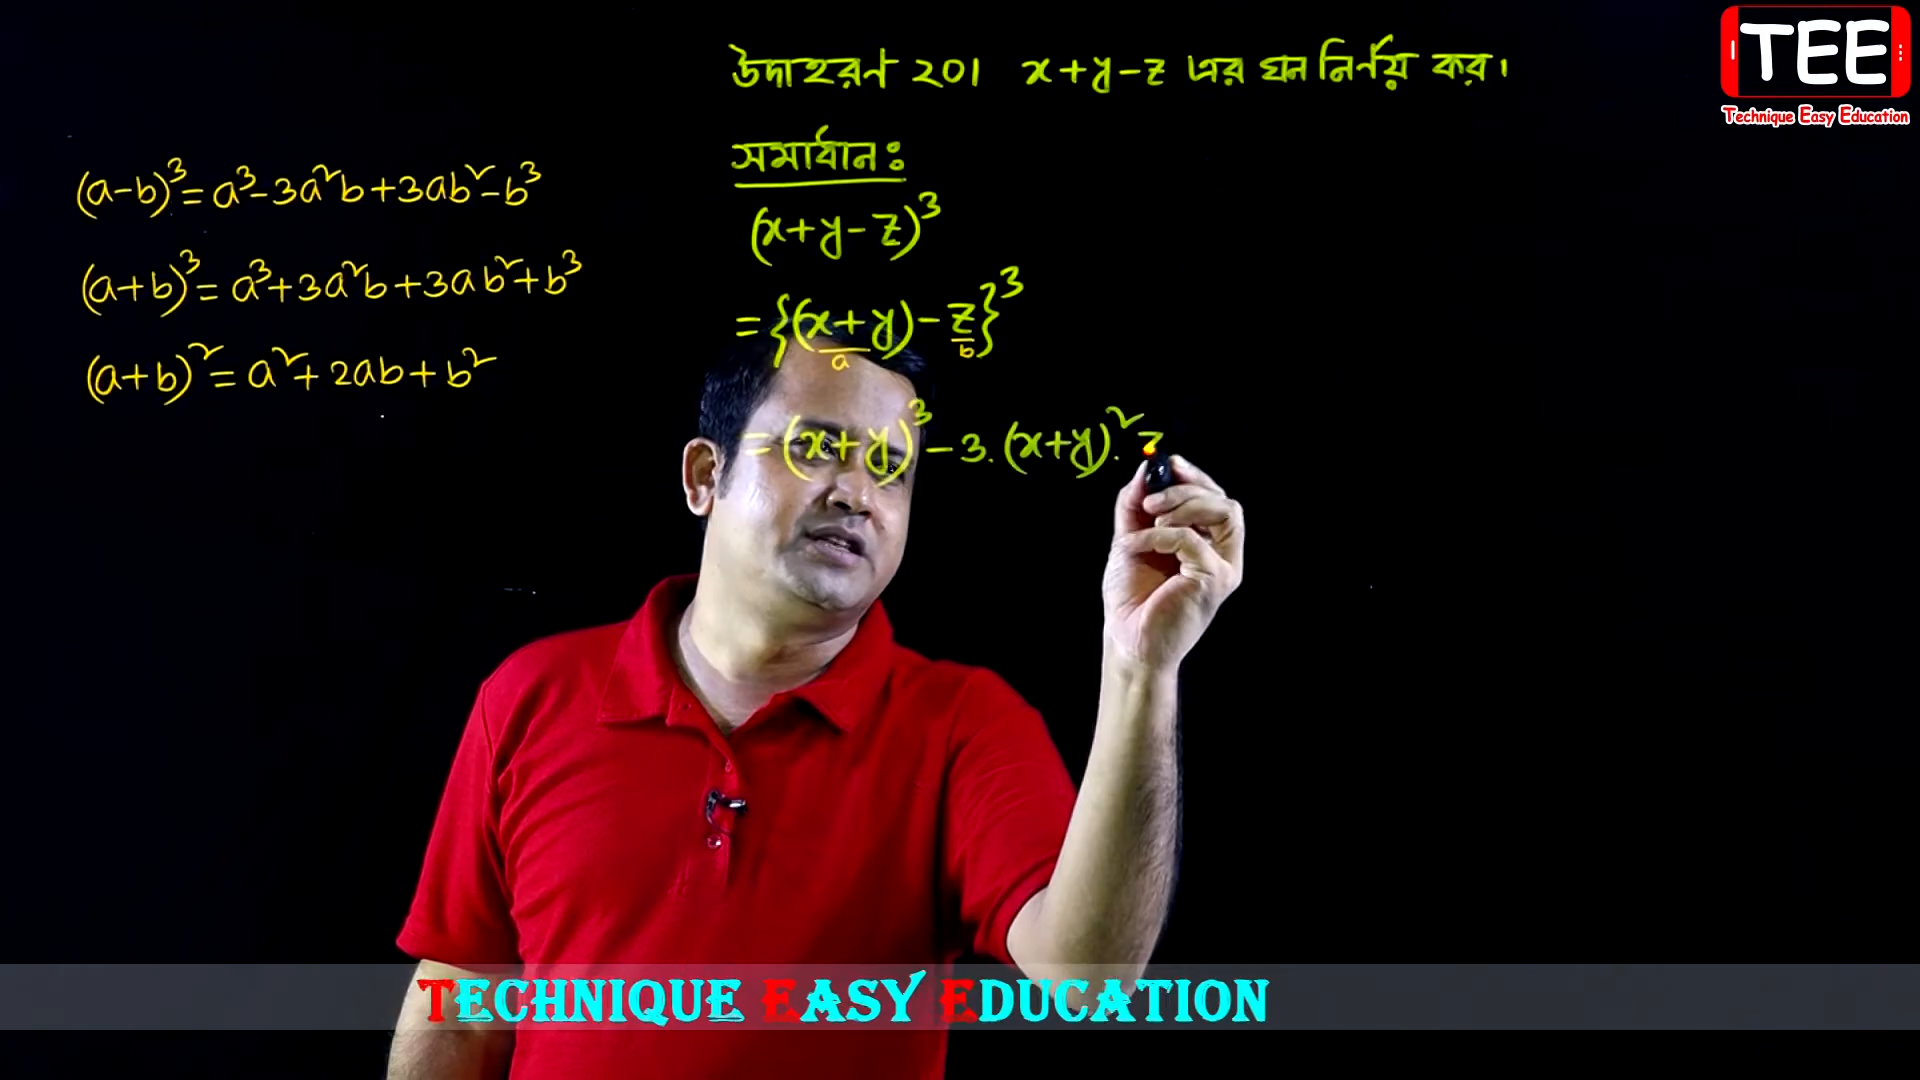 উদাহরণ ২০। x+y-z এর ঘন নির্ণয় কর।
সমাধানঃ
(x+y-z)³
={(x+y)-z}³
a b
=(x+y)³-3.(x+y)².z
(a-b)³=a³-3a²b+3ab²-b³
(a+b)³=a³+3a²b+3ab²+b³
(a+b)²=a²+2ab+b²
TEE
Technique Easy Education
TECHNIQUE EASY EDUCATION